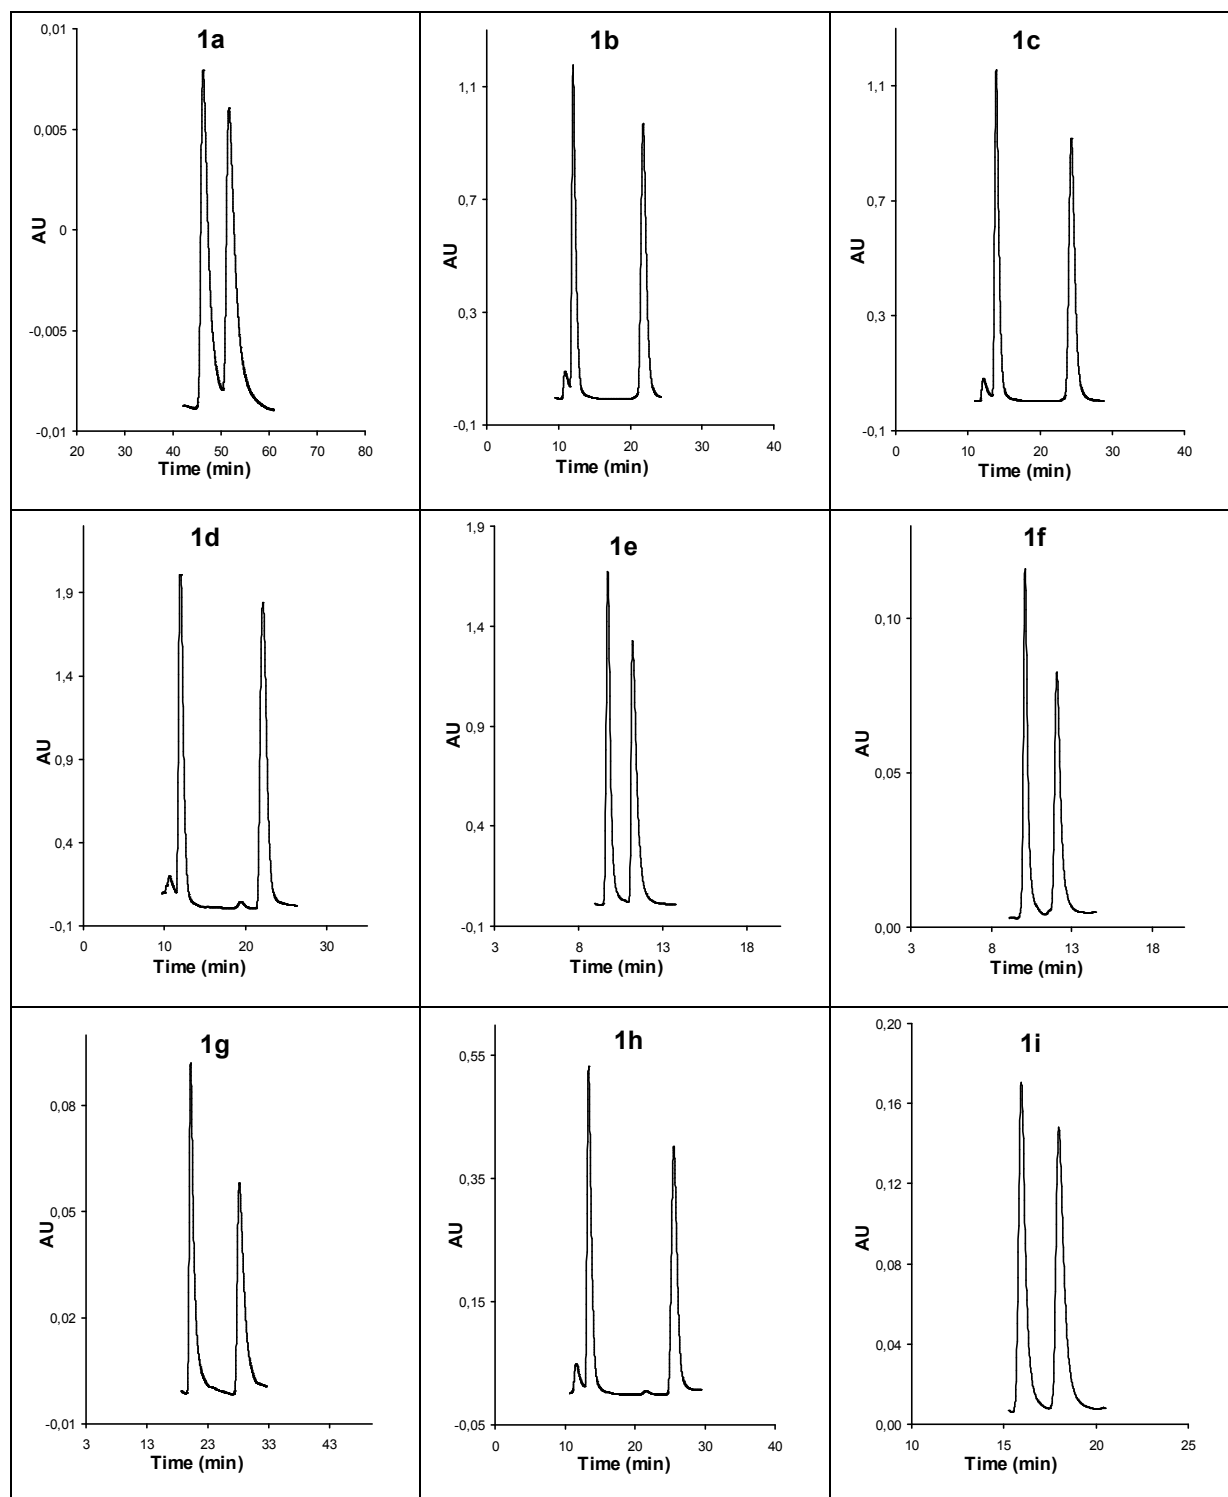 1a
0,01
0,005
0
-0,005
-0,01
AU
20 30 40 50 60 70 80
Time (min)
1b
1,1
0,7
0,3
-0,1
AU
0 10 20 30 40
Time (min)
1c
1,1
0,7
0,3
-0,1
AU
0 10 20 30 40
Time (min)
1d
1,9
1,4
0,9
0,4
-0,1
AU
0 10 20 30
Time (min)
1e
1,9
1,4
0,9
0,4
-0,1
AU
3 8 13 18
Time (min)
1f
0,10
0,05
0,00
AU
3 8 13 18
Time (min)
1g
0,08
0,05
0,02
-0,01
AU
3 13 23 33 43
Time (min)
1h
0,55
0,35
0,15
-0,05
AU
0 10 20 30 40
Time (min)
1i
0,20
0,16
0,12
0,08
0,04
0,00
AU
10 15 20 25
Time (min)